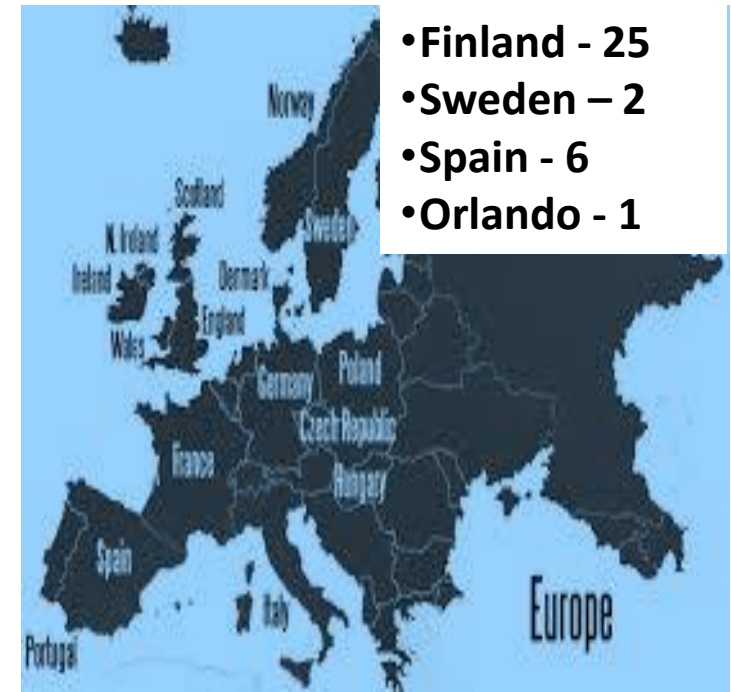 •Finland - 25
•Sweden – 2
•Spain - 6
•Orlando - 1
Norway
Scotland
Sweden
N. Ireland
Ireland
Denmark
England
Wales
Germany
Poland
Czech Republic
France
Hungary
Spain
Italy
Europe
Portugal